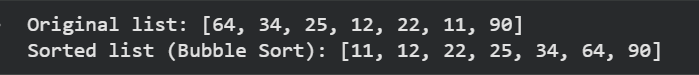 Original list: [64, 34, 25, 12, 22, 11, 90]
Sorted list (Bubble Sort): [11, 12, 22, 25, 34, 64, 90]